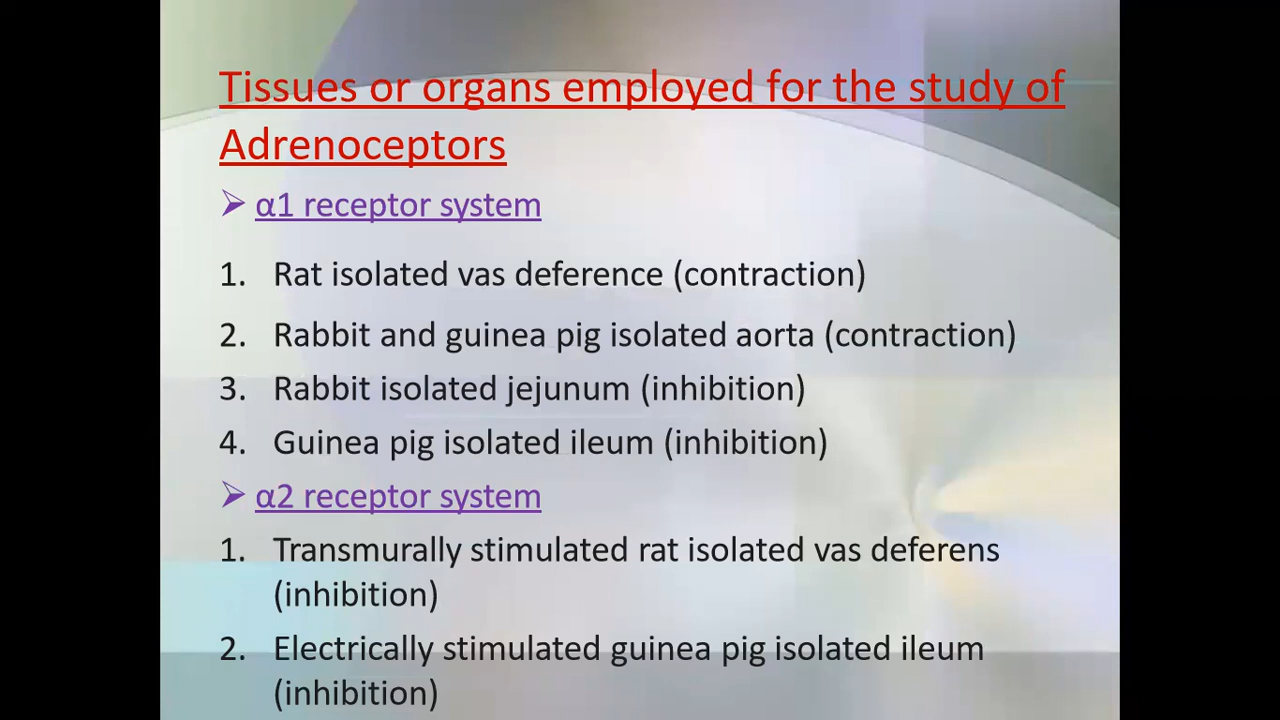 Tissues or organs employed for the study of
Adrenoceptors
➢ α1 receptor system
1. Rat isolated vas deference (contraction)
2. Rabbit and guinea pig isolated aorta (contraction)
3. Rabbit isolated jejunum (inhibition)
4. Guinea pig isolated ileum (inhibition)
➢ α2 receptor system
1. Transmurally stimulated rat isolated vas deferens
(inhibition)
2. Electrically stimulated guinea pig isolated ileum
(inhibition)